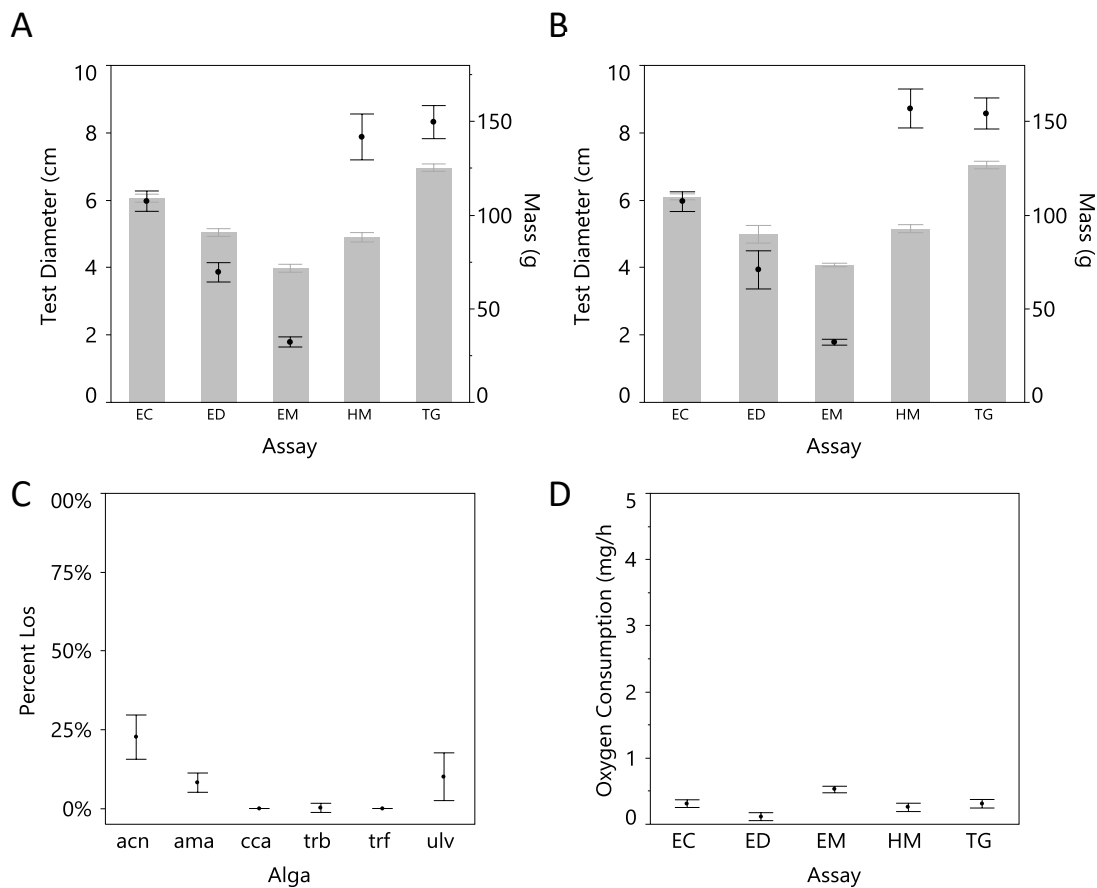 A
10
8
6
4
2
0
Test Diameter (cm
150
100
50
0
Mass (g
EC ED EM HM TG
Assay
B
10
8
6
4
2
0
Test Diameter (cm
150
100
50
0
Mass (g
EC ED EM HM TG
Assay
C
00%
75%
50%
25%
0%
Percent Los
acn ama cca trb trf ulv
Alga
D
5
4
3
2
1
0
Oxygen Consumption (mg/h
EC ED EM HM TG
Assay